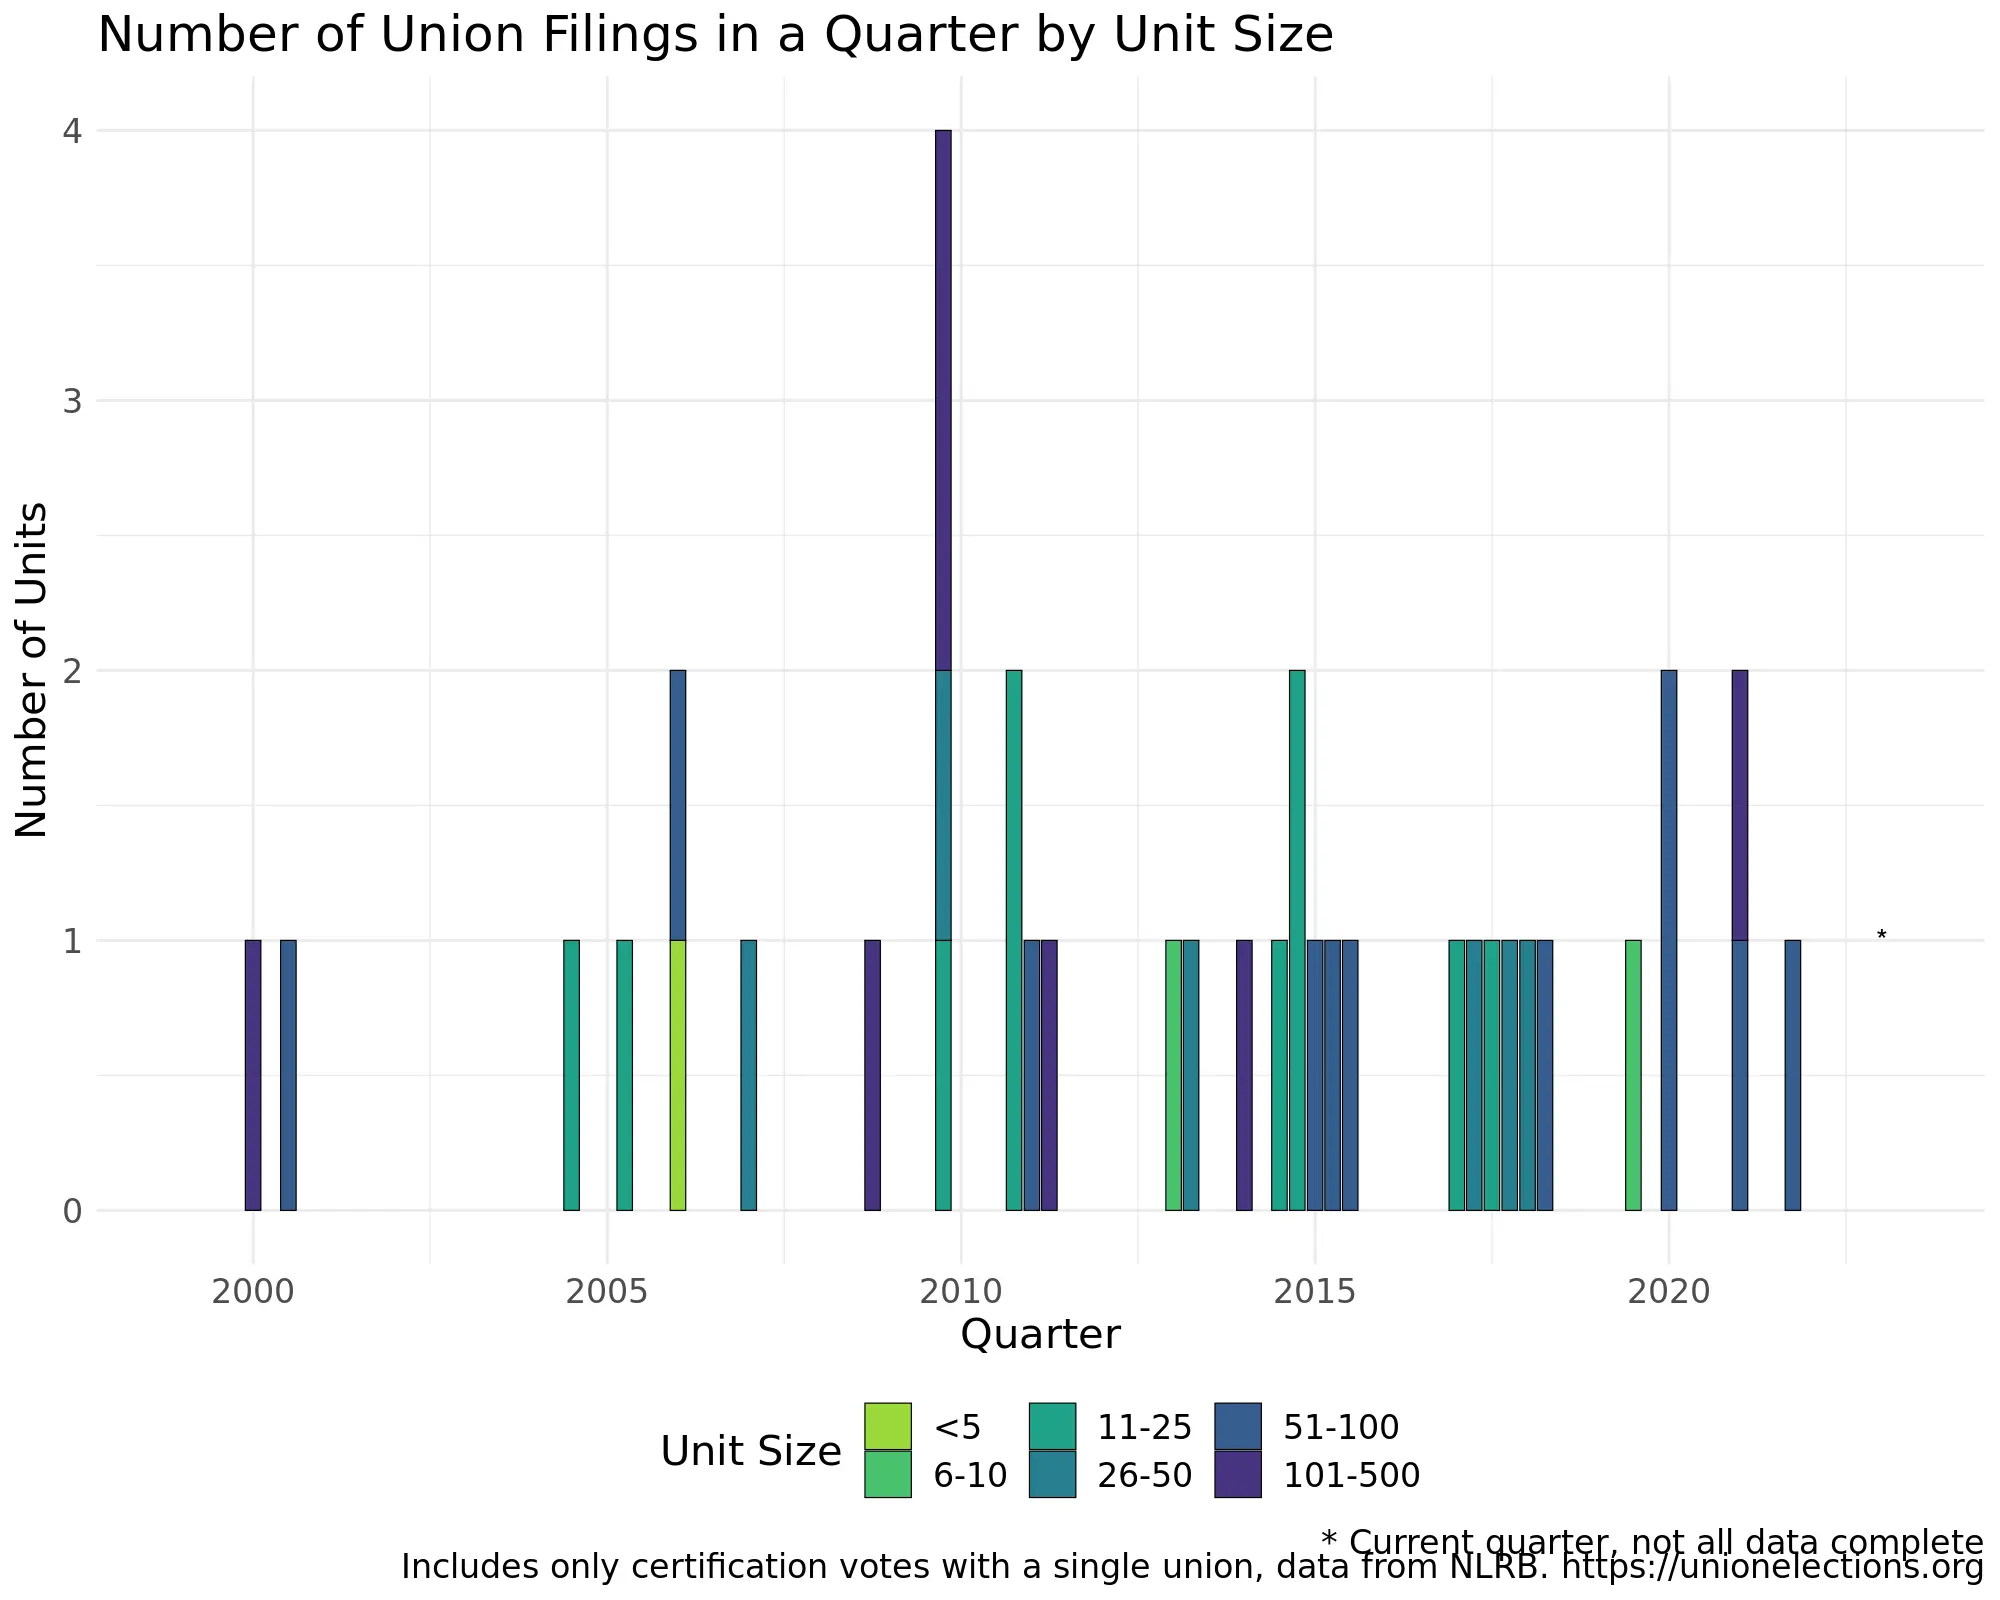 Number of Union Filings in a Quarter by Unit Size
Number of Units
4
3
2
1
0
*
2000 2005 2010 2015 2020
Quarter
Unit Size
<5 11-25 51-100
6-10 26-50 101-500
* Current quarter, not all data complete
Includes only certification votes with a single union, data from NLRB. https://unionelections.org